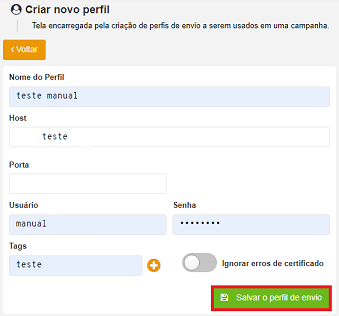 Criar novo perfil
Tela encarregada pela criação de perfis de envio a serem usados em uma campanha.
‹ Voltar
Nome do Perfil
teste manual
Host
teste
Porta
Usuário Senha
manual ••••••••
Tags
teste Ignorar erros de certificado
Salvar o perfil de envio